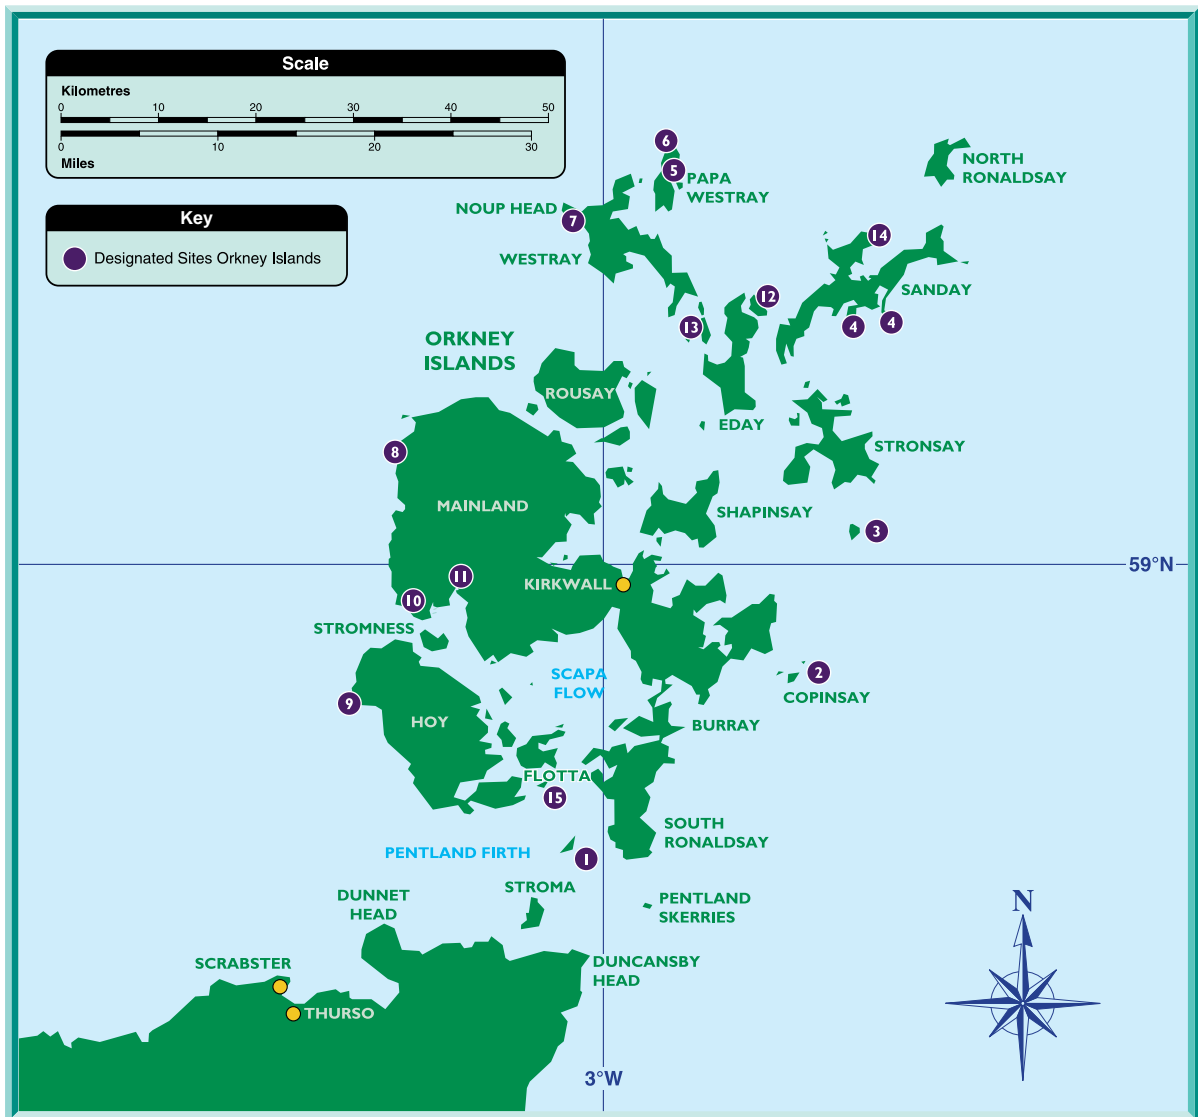 Scale
Kilometres
0 10 20 30 40 50
0 10 20 30
Miles
Key
Designated Sites Orkney Islands
6
5
PAPA
WESTRAY
NORTH
RONALDSAY
NOUP HEAD
7
WESTRAY
14
SANDAY
12
13
4
4
ORKNEY
ISLANDS
ROUSAY
EDAY
STRONSAY
8
MAINLAND
SHAPINSAY
3
59°N
11
KIRKWALL
10
STROMNESS
SCAPA
FLOW
2
COPINSAY
9
HOY
BURRAY
FLOTTA
15
SOUTH
RONALDSAY
PENTLAND FIRTH
1
STROMA
DUNNET
HEAD
PENTLAND
SKERRIES
N
SCRABSTER
DUNCANSBY
HEAD
THURSO
3°W